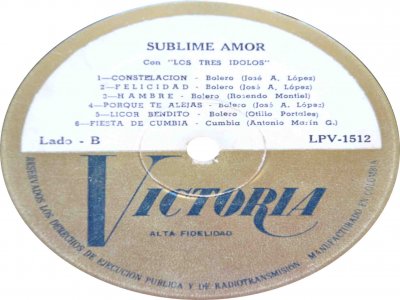 SUBLIME AMOR
Con "LOS TRES IDOLOS"
1—CONSTELACION - Bolero (José A. López)
2—FELICIDAD - Bolero (José A. López)
3—HAMBRE - Bolero (Rosendo Montiel)
4—PORQUE TE ALEJAS - Bolero (José A. López)
5—LICOR BENDITO - Bolero (Otilio Portales)
6—FIESTA DE CUMBIA - Cumbia (Antonio Marín G.)
Lado - B
LPV-1512
VICTORIA
ALTA FIDELIDAD
RESERVADOS LOS DERECHOS DE EJECUCION PUBLICA Y DE RADIOTRANSMISION. MANUFACTURADO EN COLOMBIA